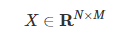 X ∈ R^{N×M}